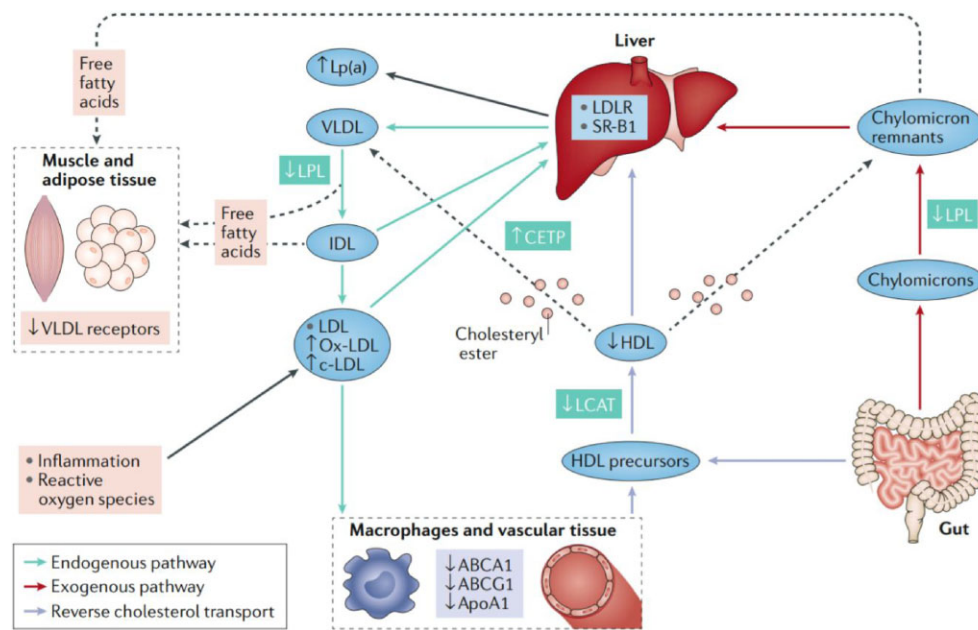 Free
fatty
acids
Liver
↑Lp(a)
• LDLR
• SR-B1
VLDL
Chylomicron
remnants
Muscle and
adipose tissue
↓LPL
Free
fatty
acids
IDL
↑CETP
↓LPL
Chylomicrons
↓VLDL receptors
• LDL
↑Ox-LDL
↑c-LDL
Cholesteryl
ester
↓HDL
↓LCAT
• Inflammation
• Reactive
oxygen species
HDL precursors
Gut
Macrophages and vascular tissue
↓ABCA1
↓ABCG1
↓ApoA1
Endogenous pathway
Exogenous pathway
Reverse cholesterol transport